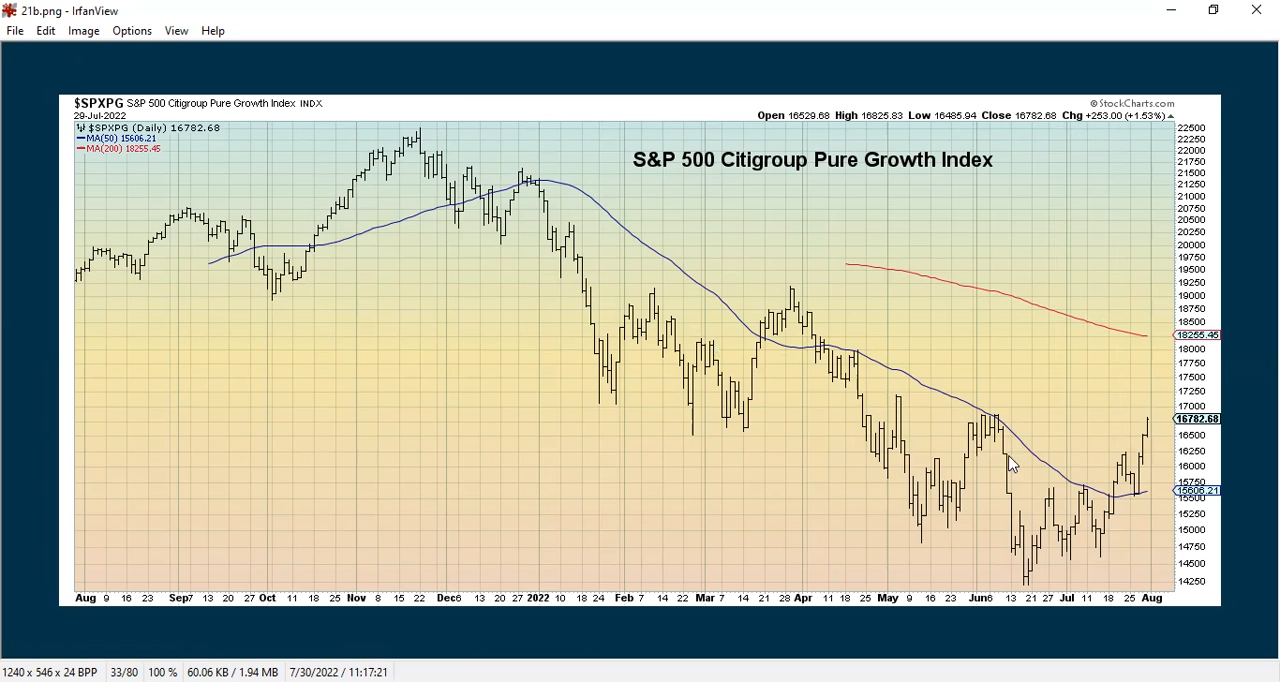 21b.png - IrfanView
File Edit Image Options View Help
$SPXPG S&P 500 Citigroup Pure Growth Index INDX
© StockCharts.com
29-Jul-2022
Open 16529.68 High 16825.83 Low 16485.94 Close 16782.68 Chg +253.00 (+1.53%)
$SPXPG (Daily) 16782.68
MA(50) 15606.21
MA(200) 18255.45
S&P 500 Citigroup Pure Growth Index
22500
22000
21750
21500
21250
21000
20750
20500
20250
20000
19750
19500
19250
19000
18750
18500
18255.45
18000
17750
17500
17250
17000
16782.68
16500
16250
16000
15750
15606.21
15500
15250
15000
14750
14500
14250
Aug 9 16 23 Sep 7 13 20 27 Oct 11 18 25 Nov 8 15 22 Dec 6 13 20 27 2022 10 18 24 Feb 7 14 22 Mar 7 14 21 28 Apr 11 18 25 May 9 16 23 Jun 6 13 21 27 Jul 11 18 25 Aug
1240 x 546 x 24 BPP 33/80 100 % 60.06 KB / 1.94 MB 7/30/2022 / 11:17:21